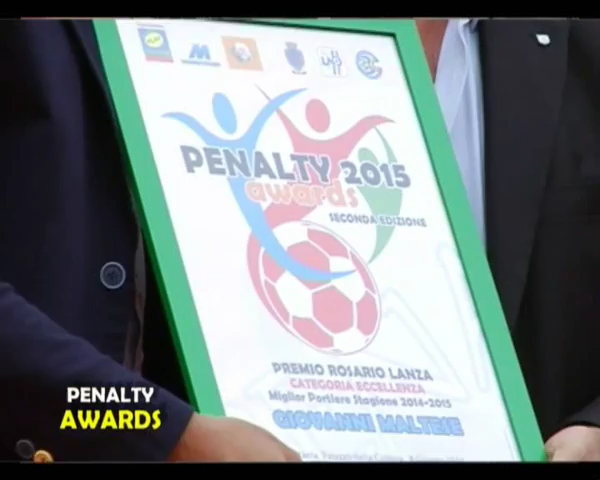 PENALTY 2015
awards
SECONDA EDIZIONE
PREMIO ROSARIO LANZA
CATEGORIA ECCELLENZA
Miglior Portiere Stagione 2014-2015
GIOVANNI MALTESE
PENALTY
AWARDS